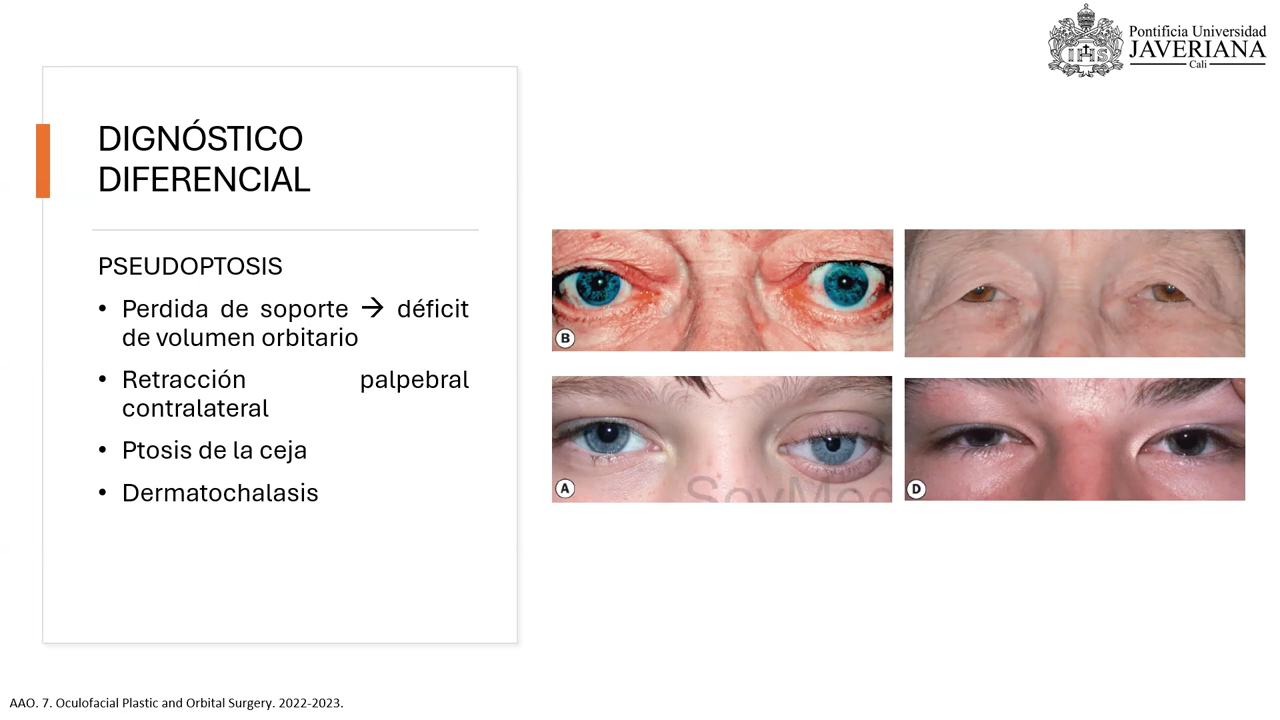 Pontificia Universidad
JAVERIANA
Cali
DIGNÓSTICO
DIFERENCIAL
PSEUDOPTOSIS
• Perdida de soporte → déficit
de volumen orbitario
• Retracción palpebral
contralateral
• Ptosis de la ceja
• Dermatochalasis
B
A
D
AAO. 7. Oculofacial Plastic and Orbital Surgery. 2022-2023.